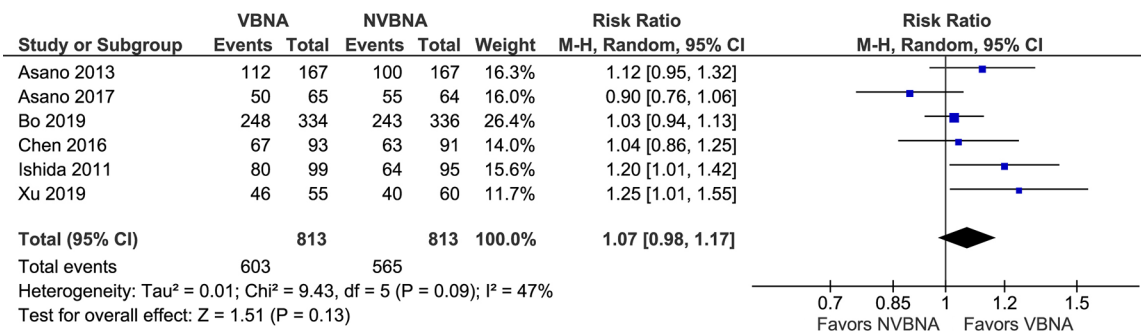 VBNA NVBNA Risk Ratio Risk Ratio
Study or Subgroup Events Total Events Total Weight M-H, Random, 95% CI M-H, Random, 95% CI
Asano 2013 112 167 100 167 16.3% 1.12 [0.95, 1.32]
Asano 2017 50 65 55 64 16.0% 0.90 [0.76, 1.06]
Bo 2019 248 334 243 336 26.4% 1.03 [0.94, 1.13]
Chen 2016 67 93 63 91 14.0% 1.04 [0.86, 1.25]
Ishida 2011 80 99 64 95 15.6% 1.20 [1.01, 1.42]
Xu 2019 46 55 40 60 11.7% 1.25 [1.01, 1.55]
Total (95% CI) 813 813 100.0% 1.07 [0.98, 1.17]
Total events 603 565
Heterogeneity: Tau² = 0.01; Chi² = 9.43, df = 5 (P = 0.09); I² = 47%
Test for overall effect: Z = 1.51 (P = 0.13)
0.7 0.85 1 1.2 1.5
Favors NVBNA Favors VBNA